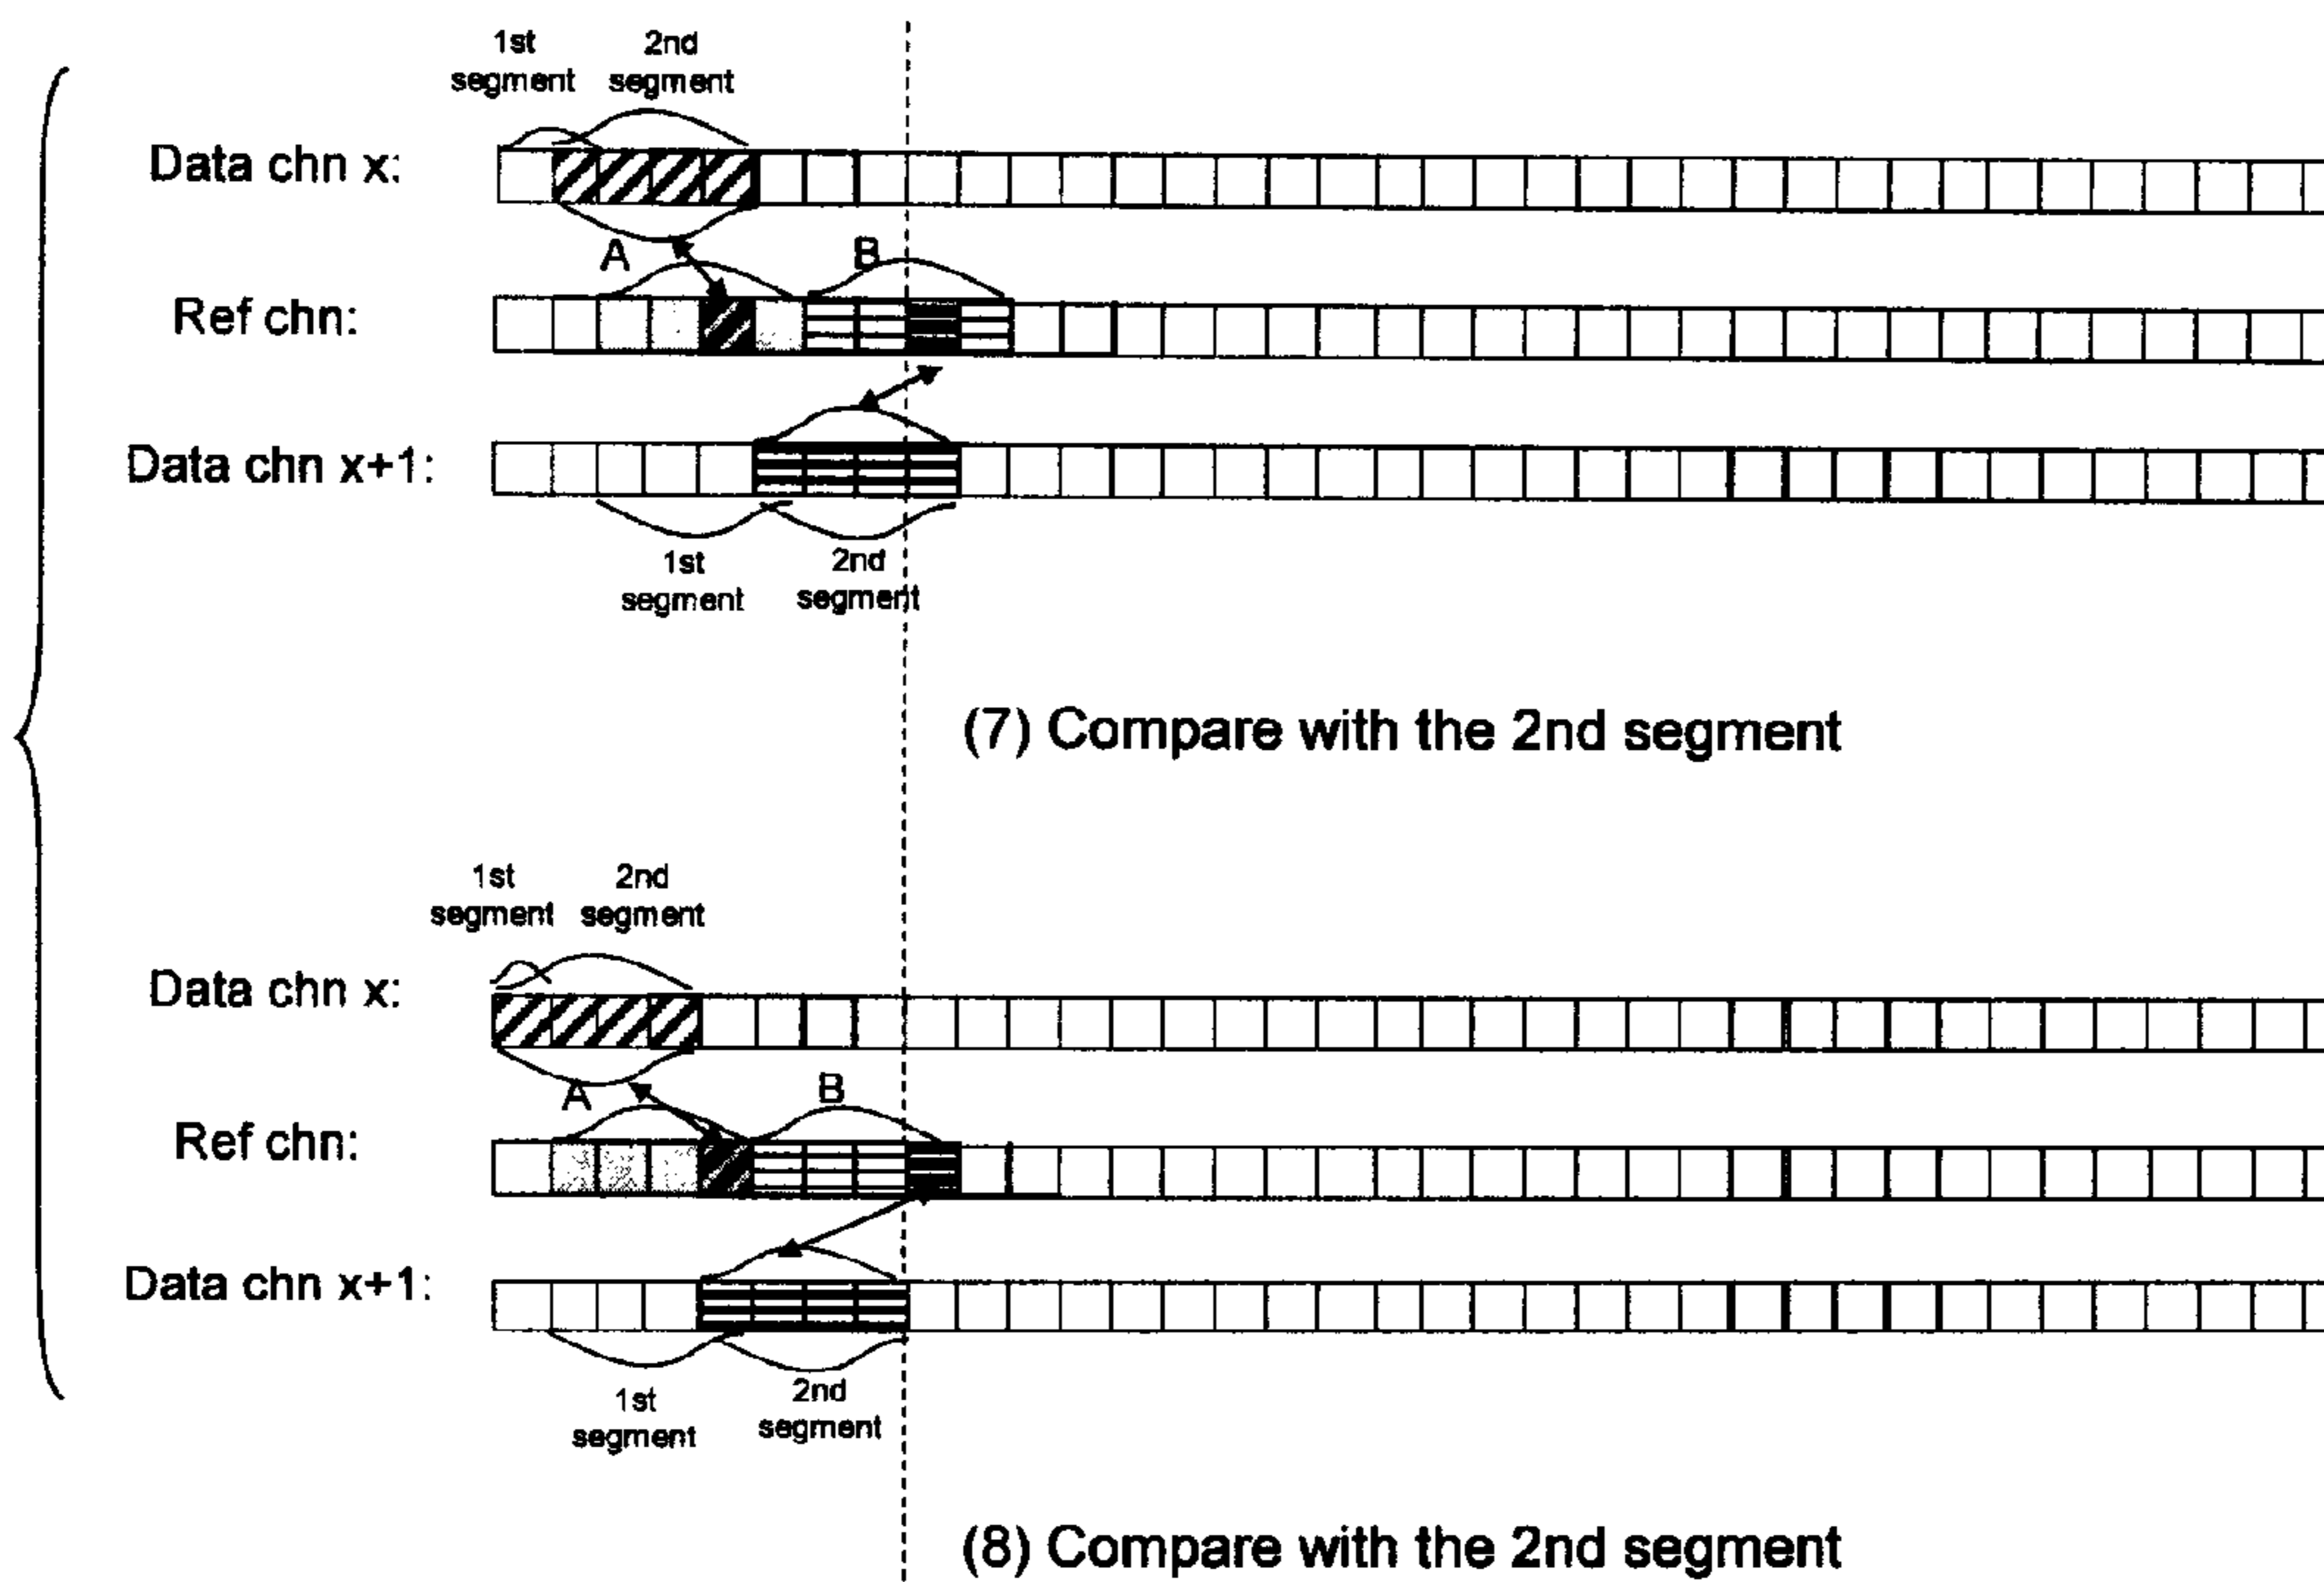 1st 2nd
segment segment
Data chn x:
A B
Ref chn:
Data chn x+1:
1st 2nd
segment segment
(7) Compare with the 2nd segment
1st 2nd
segment segment
Data chn x:
A B
Ref chn:
Data chn x+1:
1st 2nd
segment segment
(8) Compare with the 2nd segment